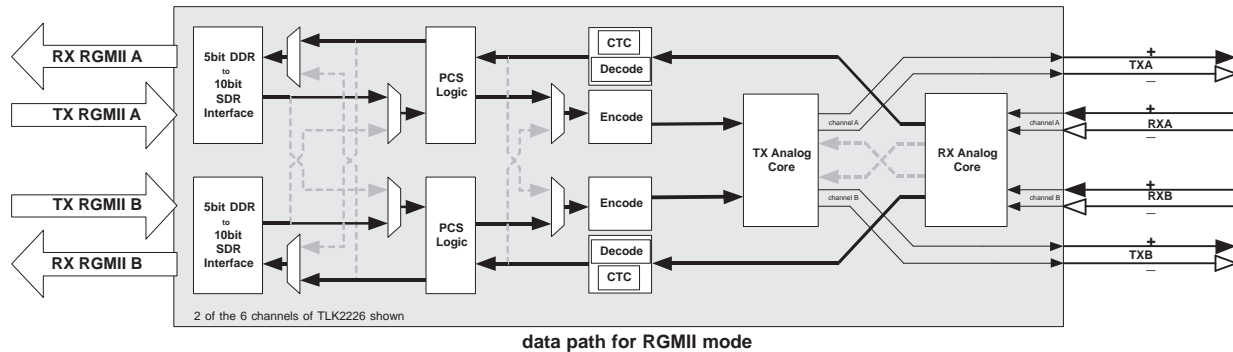 RX RGMII A
TX RGMII A
TX RGMII B
RX RGMII B
5bit DDR
to
10bit
SDR
Interface
5bit DDR
to
10bit
SDR
Interface
PCS
Logic
PCS
Logic
CTC
Decode
Encode
Encode
Decode
CTC
TX Analog
Core
RX Analog
Core
channel A
channel B
channel A
channel B
+
TXA
_
+
RXA
_
+
RXB
_
+
TXB
_
2 of the 6 channels of TLK2226 shown
data path for RGMII mode